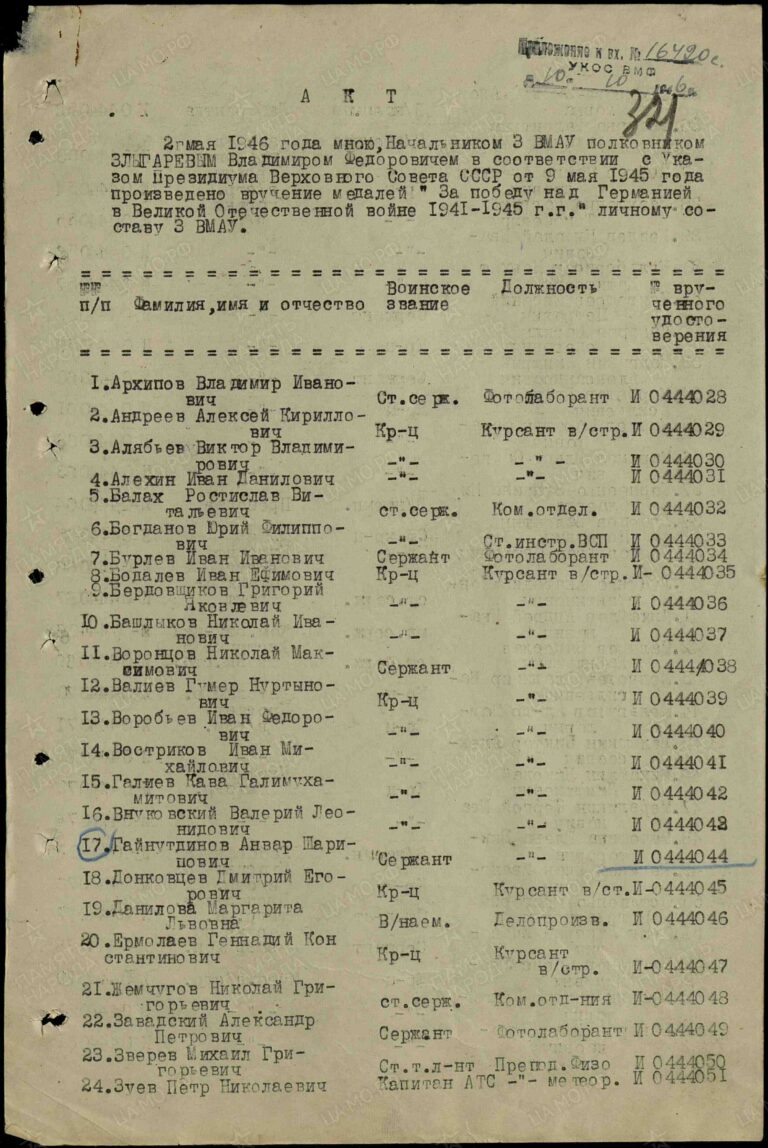 Приложение к вх. № 16490с.
УКОС ВМФ
10 10 1946г
321
А К Т
2 мая 1946 года мною, Начальником 3 ВМАУ полковником
ЗЛЫГАРЕВЫМ Владимиром Федоровичем в соответствии с Ука-
зом Президиума Верховного Совета СССР от 9 мая 1945 года
произведено вручение медалей " За победу над Германией
в Великой Отечественной войне 1941-1945 г.г." личному со-
ставу 3 ВМАУ.
№№ Воинское Должность № вру-
п/п Фамилия,имя и отчество звание ченного
удосто-
верения
1.Архипов Владимир Ивано-
вич Ст.серж. Фотолаборант И 0444028
2.Андреев Алексей Кирилло-
вич Кр-ц Курсант в/стр. И 0444029
3.Алябьев Виктор Владими-
рович -"- -"- И 0444030
4.Алехин Иван Данилович -"- -"- И 0444031
5.Балах Ростислав Ви-
тальевич ст.серж. Ком.отдел. И 0444032
6.Богданов Юрий Филиппо-
вич -"- Ст.инстр.ВСП И 0444033
7.Бурлев Иван Иванович Сержант Фотолаборант И 0444034
8.Бодалев Иван Ефимович Кр-ц Курсант в/стр. И- 0444035
9.Бердовщиков Григорий
Яковлевич -"- -"- И 0444036
10.Башлыков Николай Ива-
нович -"- -"- И 0444037
11.Воронцов Николай Мак-
симович Сержант -"- И 0444038
12.Валиев Гумер Нуртыно-
вич Кр-ц -"- И 0444039
13.Воробьев Иван Федоро-
вич -"- -"- И 0444040
14.Востриков Иван Ми-
хайлович -"- -"- И 0444041
15.Галиев Кава Галимуха-
митович -"- -"- И 0444042
16.Внуковский Валерий Лео-
нидович -"- -"- И 0444043
17.Гайнутдинов Анвар Шари-
пович "Сержант -"- И 0444044
18.Донковцев Дмитрий Его-
рович Кр-ц Курсант в/ст. И-0444045
19.Данилова Маргарита
Львовна В/наем. Делопроизв. И 0444046
20.Ермолаев Геннадий Кон Курсант
стантинович Кр-ц в/стр. И-0444047
21.Жемчугов Николай Гри-
горьевич ст.серж. Ком.отд-ния И-0444048
22.Завадский Александр
Петрович Сержант Фотолаборант И 0444049
23.Зверев Михаил Гри-
горьевич Ст.т.л-нт Препод.Физо И 0444050
24.Зуев Петр Николаевич Капитан АТС -"- метеор. И 0444051